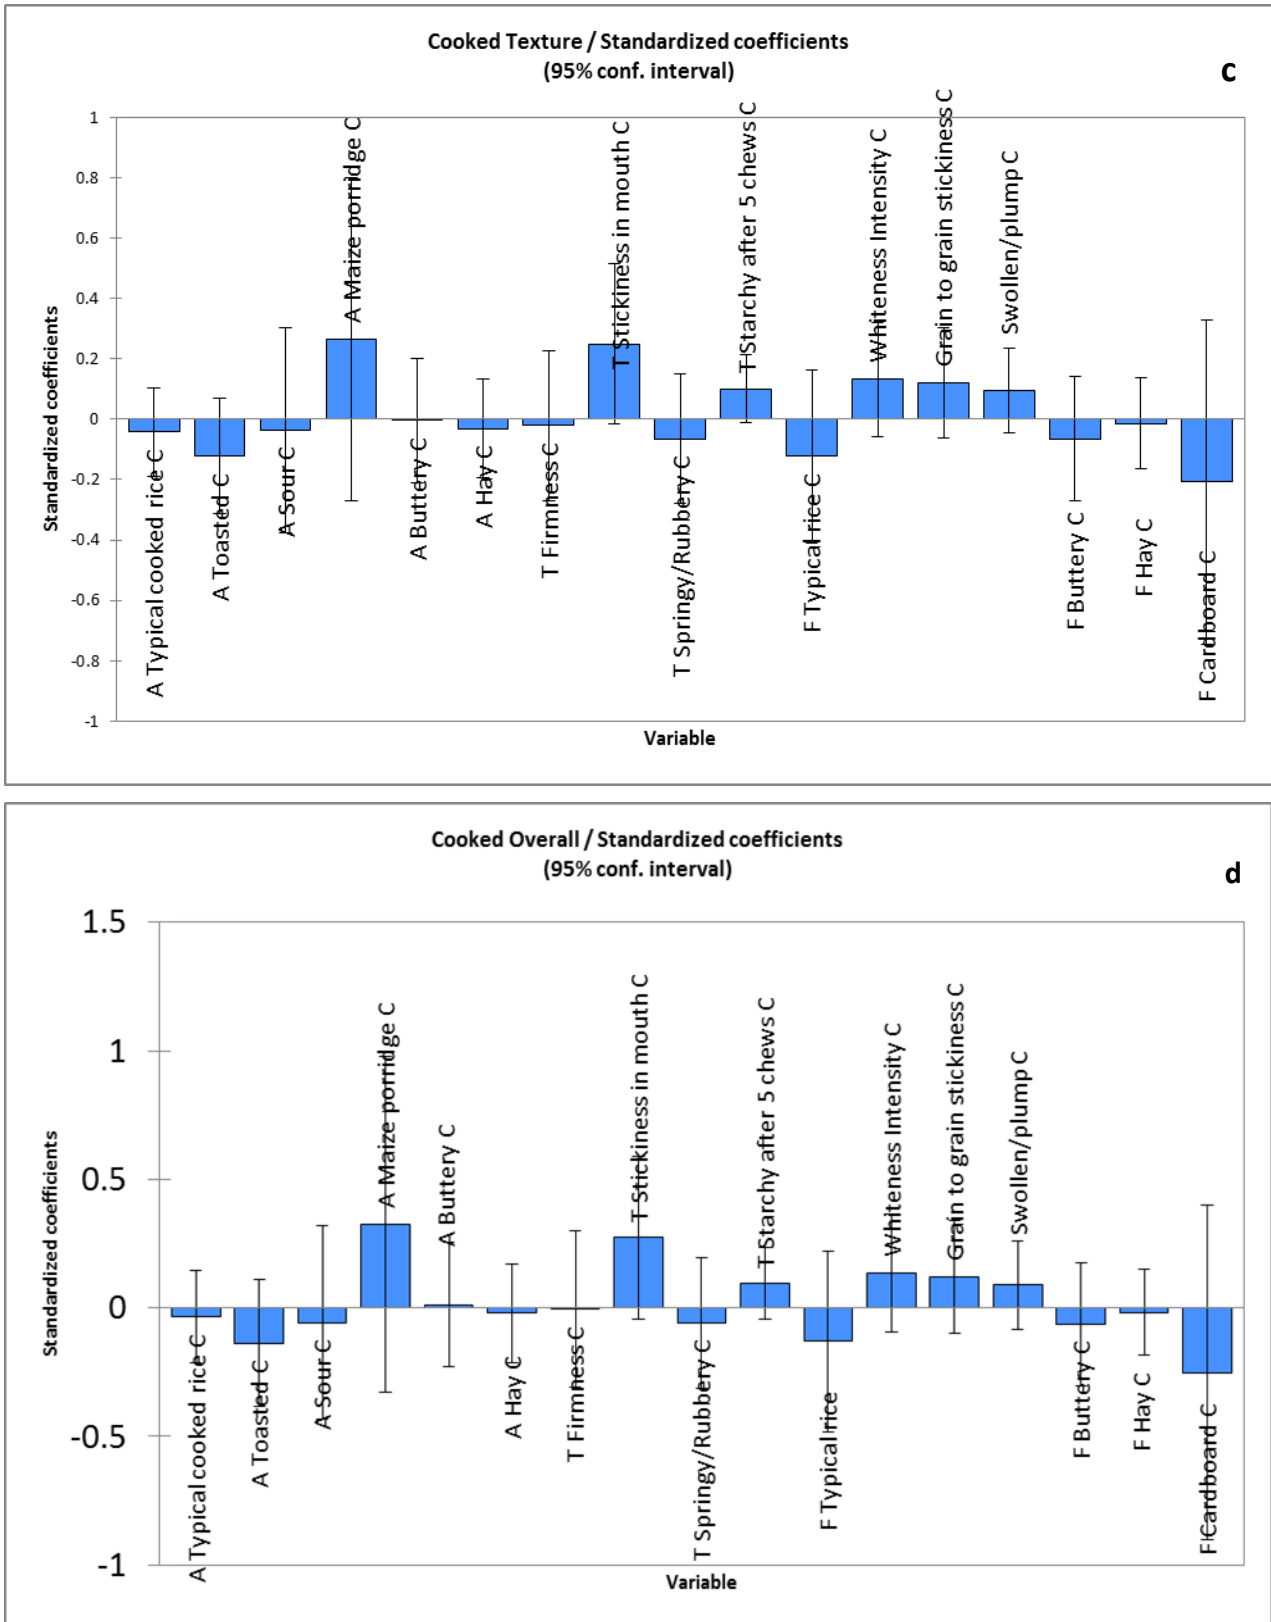 Cooked Texture / Standardized coefficients
(95% conf. interval)
c
Standardized coefficients
1
0.8
0.6
0.4
0.2
0
-0.2
-0.4
-0.6
-0.8
-1
A Typical cooked rice C
A Toasted C
A Sour C
A Maize porridge C
A Buttery C
A Hay C
T Firmness C
T Stickiness in mouth C
T Springy/Rubbery C
T Starchy after 5 chews C
F Typical rice C
Whiteness Intensity C
Grain to grain stickiness C
Swollen/plump C
F Buttery C
F Hay C
F Cardboard C
Variable
Cooked Overall / Standardized coefficients
(95% conf. interval)
d
Standardized coefficients
1.5
1
0.5
0
-0.5
-1
A Typical cooked rice C
A Toasted C
A Sour C
A Maize porridge C
A Buttery C
A Hay C
T Firmness C
T Stickiness in mouth C
T Springy/Rubbery C
T Starchy after 5 chews C
F Typical rice
Whiteness Intensity C
Grain to grain stickiness C
Swollen/plump C
F Buttery C
F Hay C
F Cardboard C
Variable